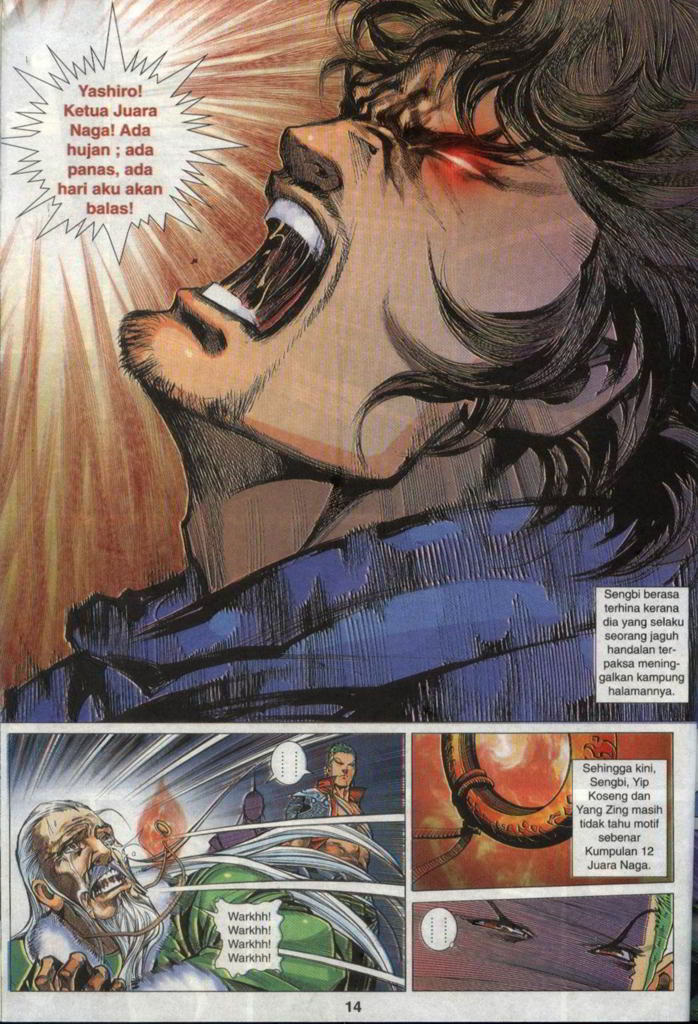 Yashiro!
Ketua Juara
Naga! Ada
hujan ; ada
panas, ada
hari aku akan
balas!
Sengbi berasa
terhina kerana
dia yang selaku
seorang jaguh
handalan ter-
paksa mening-
galkan kampung
halamannya.
......
Warkhh!
Warkhh!
Warkhh!
Warkhh!
Sehingga kini,
Sengbi, Yip
Koseng dan
Yang Zing masih
tidak tahu motif
sebenar
Kumpulan 12
Juara Naga.
......
14